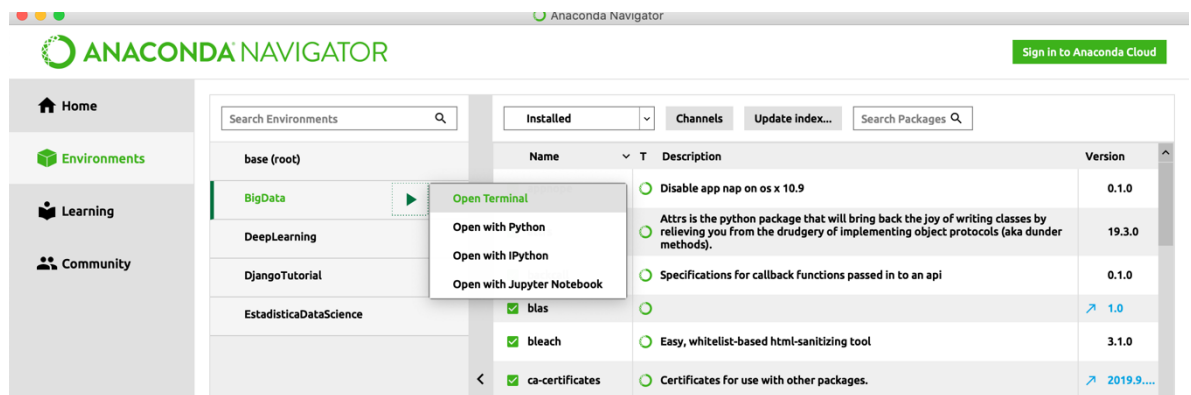 Anaconda Navigator
ANACONDA NAVIGATOR
Sign in to Anaconda Cloud
Home
Environments
Learning
Community
Search Environments
base (root)
BigData
DeepLearning
DjangoTutorial
EstadisticaDataScience
Open Terminal
Open with Python
Open with IPython
Open with Jupyter Notebook
Installed
Channels
Update index...
Search Packages
Name
T
Description
Version
Disable app nap on os x 10.9
0.1.0
Attrs is the python package that will bring back the joy of writing classes by
relieving you from the drudgery of implementing object protocols (aka dunder
methods).
19.3.0
Specifications for callback functions passed in to an api
0.1.0
blas
1.0
bleach
Easy, whitelist-based html-sanitizing tool
3.1.0
ca-certificates
Certificates for use with other packages.
2019.9....